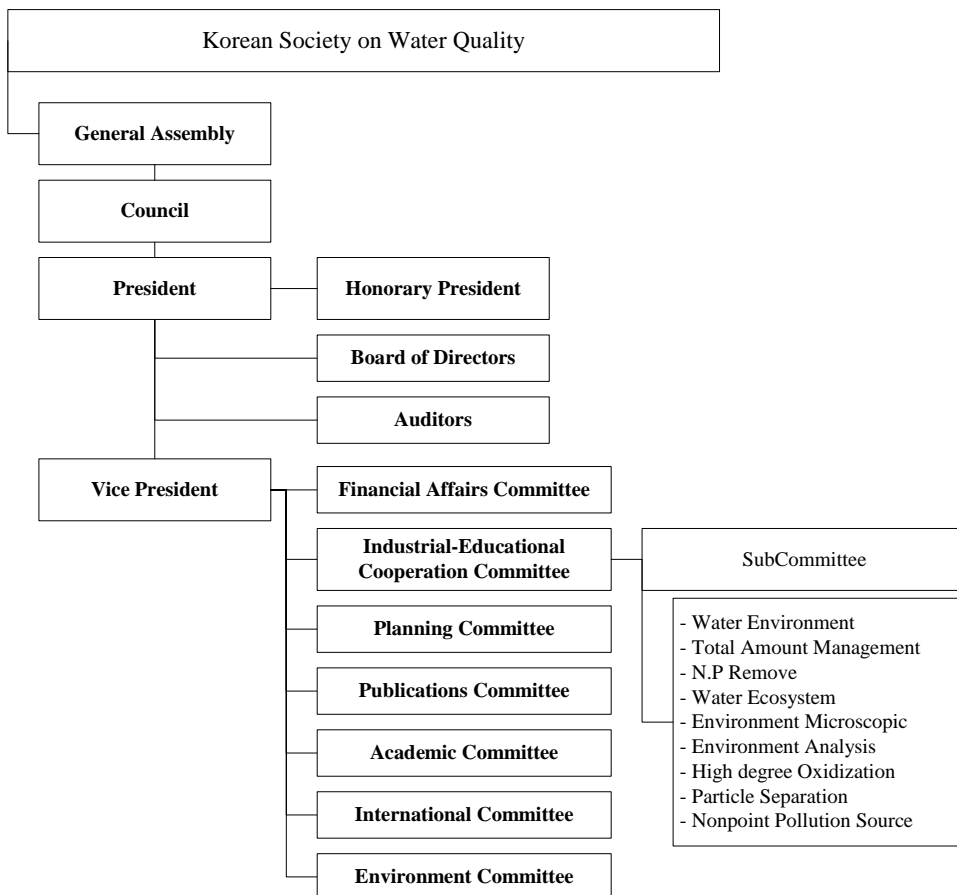 Korean Society on Water Quality
General Assembly
Council
President
Honorary President
Board of Directors
Auditors
Vice President
Financial Affairs Committee
Industrial-Educational
Cooperation Committee
SubCommittee
- Water Environment
- Total Amount Management
- N.P Remove
- Water Ecosystem
- Environment Microscopic
- Environment Analysis
- High degree Oxidization
- Particle Separation
- Nonpoint Pollution Source
Planning Committee
Publications Committee
Academic Committee
International Committee
Environment Committee